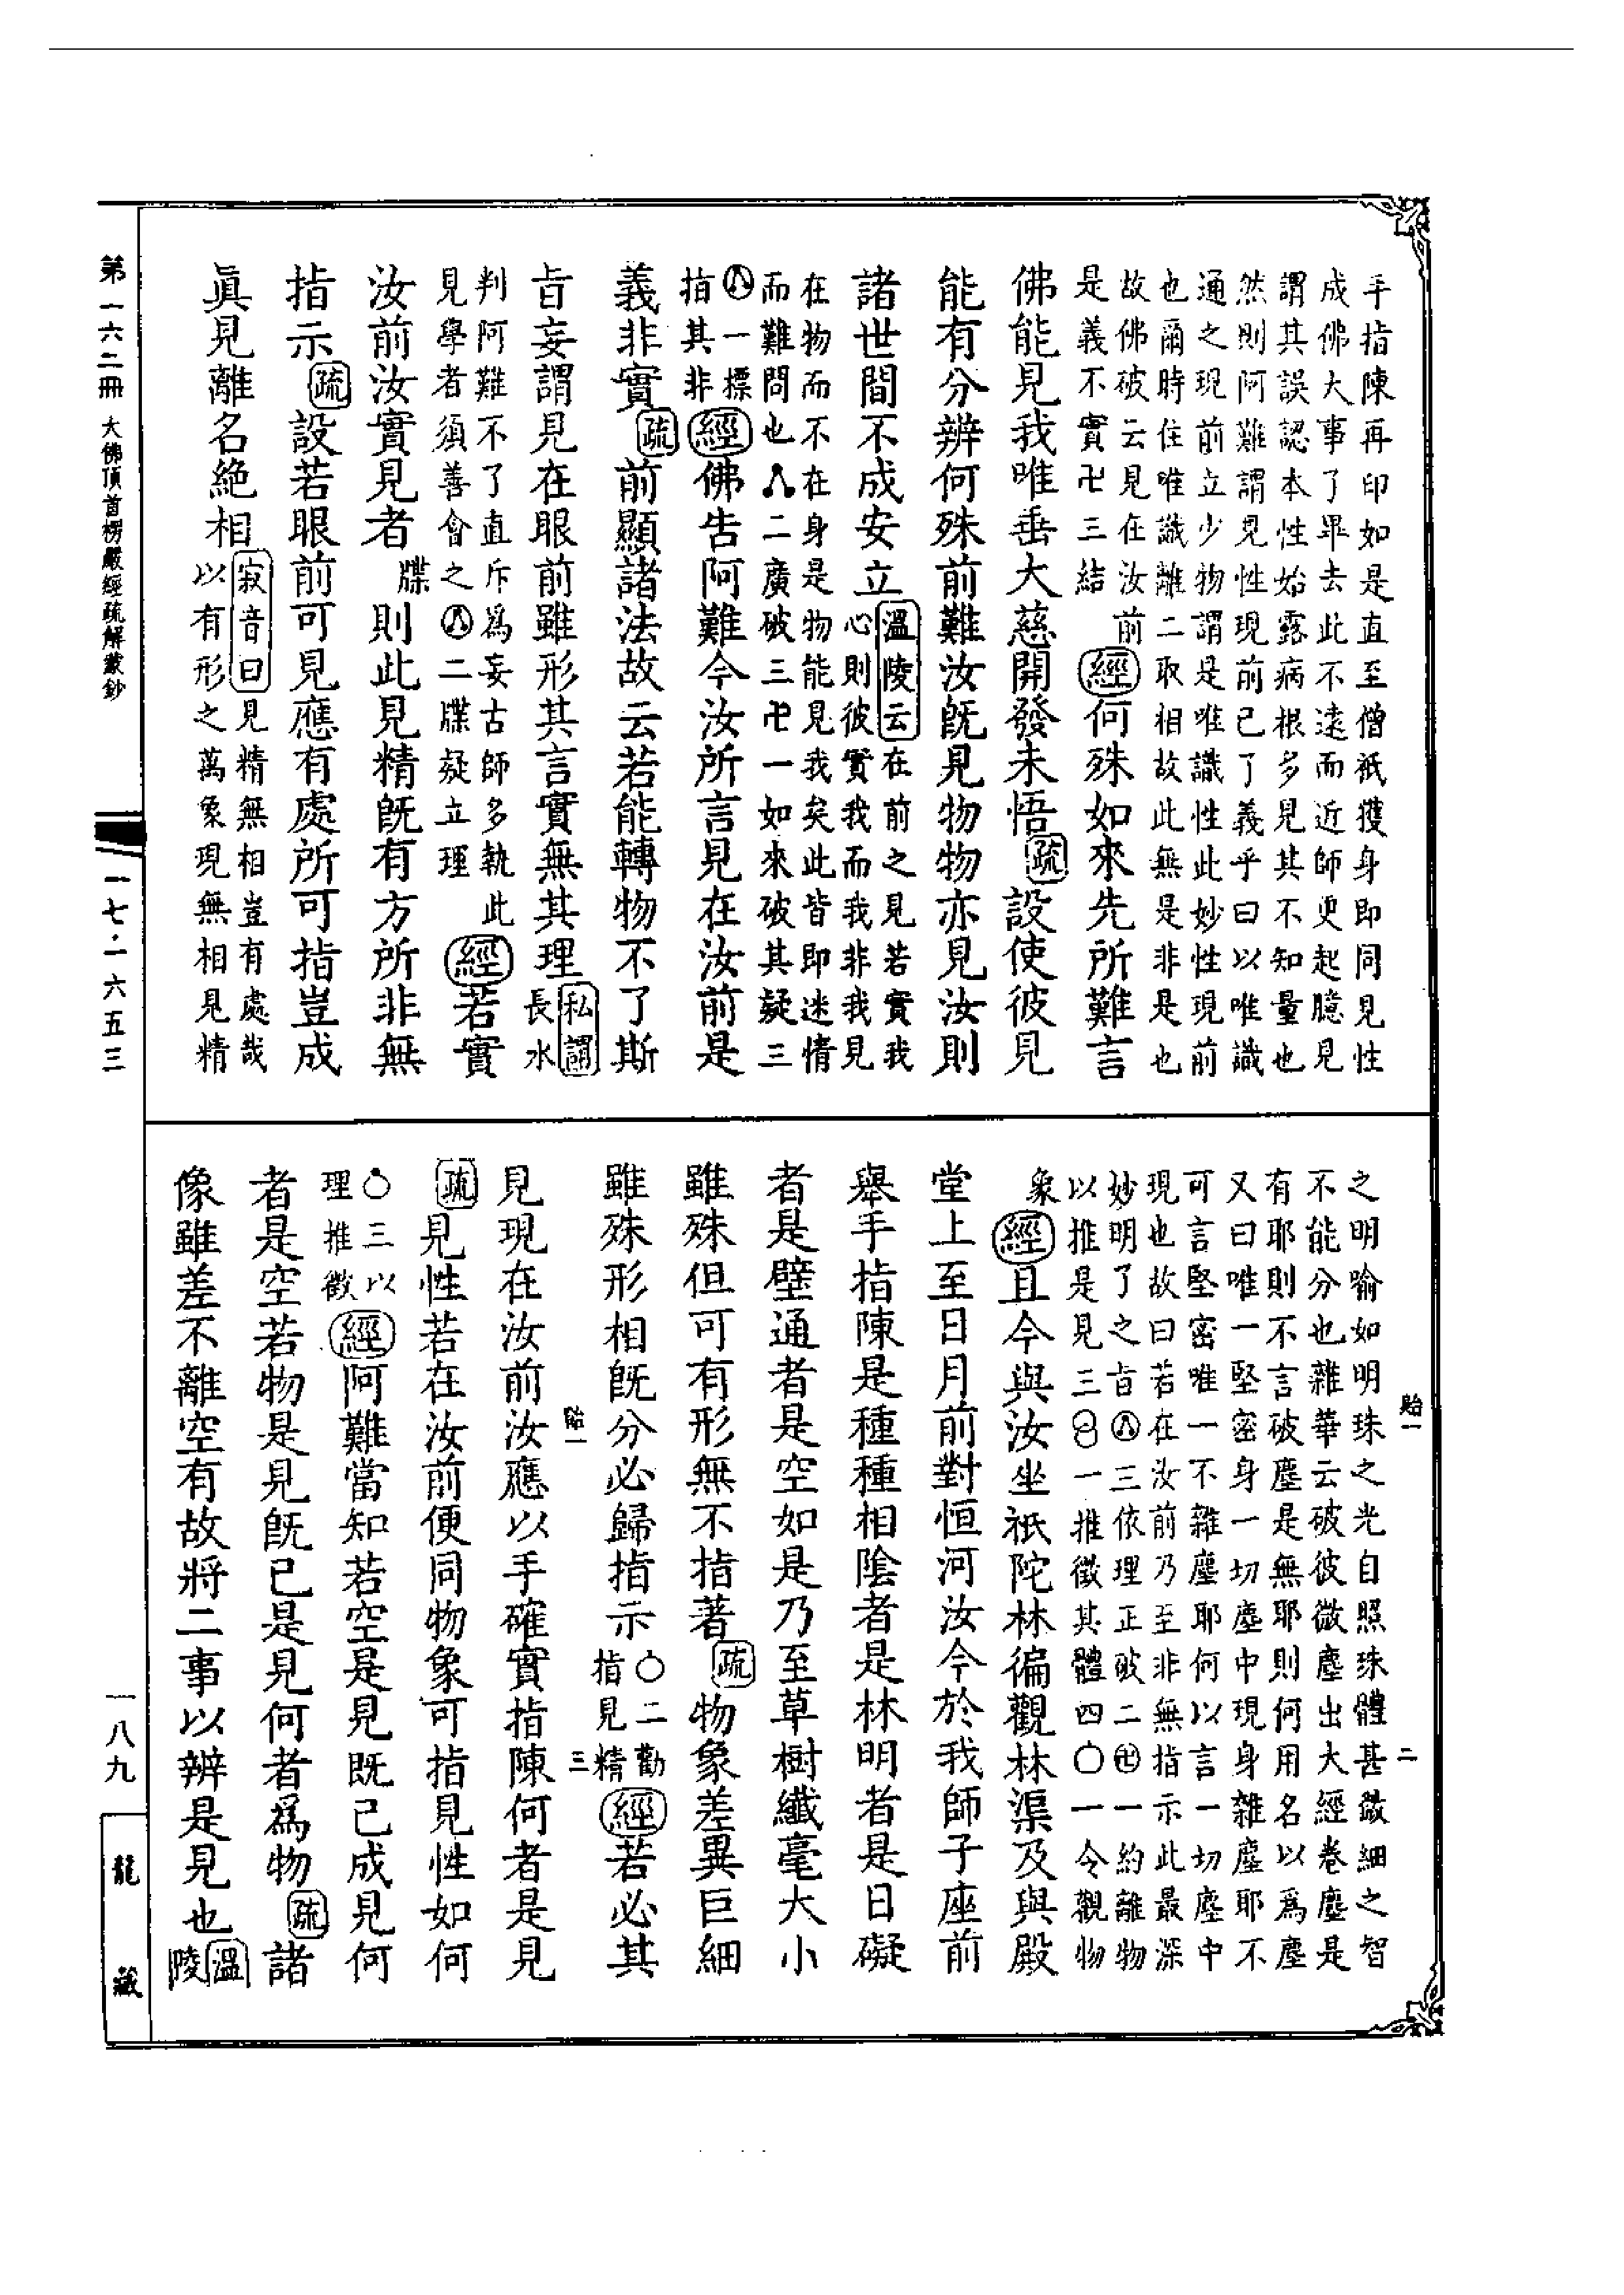 手指陳再印如是直至僧祇獲身即同見性
成佛大事了畢去此不遠而近師更起臆見
謂其誤認本性始露病根多見其不知量也
然則阿難謂見性現前已了義乎曰以唯識
通之現前立少物謂是唯識性此妙性現前
也爾時住唯識離二取相故此無是非是也
故佛破云見在汝前
是義不實卍三結
經何殊如來先所難言
佛能見我唯垂大慈開發未悟疏設使彼見
能有分辨何殊前難汝旣見物物亦見汝則
諸世間不成安立溫陵云在前之見若實我
心則彼實我而我非我見
在物而不在身是物能見我矣此皆即迷情
而難問也二廣破三卍一如來破其疑三
一標
指其非經佛告阿難今汝所言見在汝前是
義非實疏前顯諸法故云若能轉物不了斯
旨妄謂見在眼前雖形其言實無其理私謂
長水
判阿難不了直斥爲妄古師多執此
見學者須善會之二牒疑立理經若實
汝前汝實見者牒則此見精旣有方所非無
指示疏設若眼前可見應有處所可指豈成
眞見離名絶相寂音曰見精無相豈有處哉
以有形之萬象現無相見精
第一六二冊 大佛頂首楞嚴經疏解蒙鈔
一七·一六五三
之明喻如明珠之光自照珠體甚微細之智
不能分也雜華云破彼微塵出大經卷塵是
有耶則不言破塵是無耶則何用名以爲塵
又曰唯一堅密身一切塵中現身雜塵耶不
可言堅密唯一不雜塵耶何以言一切塵中
現也故曰若在汝前乃至非無指示此最深
妙明了之旨三依理正破二卍一約離物
以推是見三一推徵其體四〇一令觀物
象經且今與汝坐祇陀林徧觀林渠及與殿
堂上至日月前對恒河汝今於我師子座前
舉手指陳是種種相陰者是林明者是日礙
者是壁通者是空如是乃至草樹纖毫大小
雖殊但可有形無不指著疏物象差異巨細
雖殊形相旣分必歸指示〇二勸
指見精經若必其
見現在汝前汝應以手確實指陳何者是見
疏見性若在汝前便同物象可指見性如何
〇三以
理推徵經阿難當知若空是見旣已成見何
者是空若物是見旣已是見何者爲物疏諸
像雖差不離空有故將二事以辨是見也溫
陵
貽一
二
貽一
三
一八九
龍藏